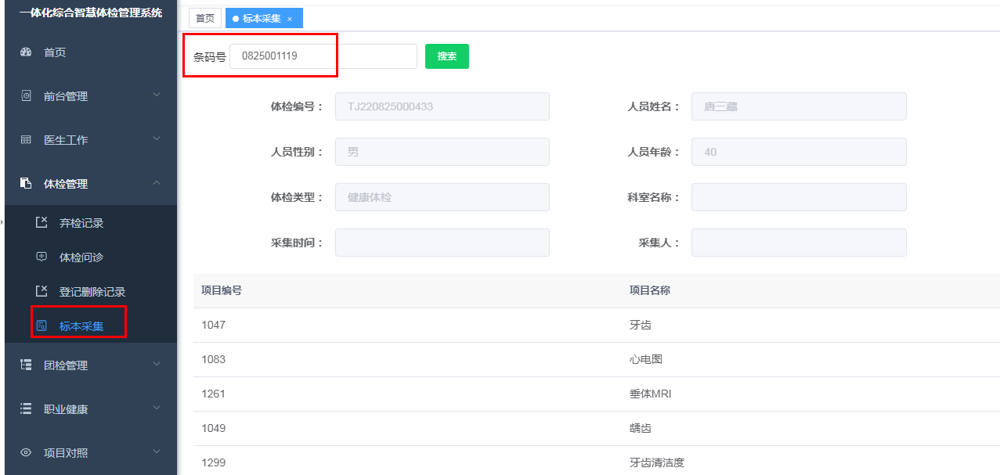 一体化综合智慧体检管理系统
首页
前台管理
医生工作
体检管理
弃检记录
体检问诊
登记删除记录
标本采集
团检管理
职业健康
项目对照
首页
标本采集 ×
条码号 0825001119 搜索
体检编号： TJ220825000433 人员姓名： 唐三藏
人员性别： 男 人员年龄： 40
体检类型： 健康体检 科室名称：
采集时间： 采集人：
项目编号 项目名称
1047 牙齿
1083 心电图
1261 垂体MRI
1049 龋齿
1299 牙齿清洁度